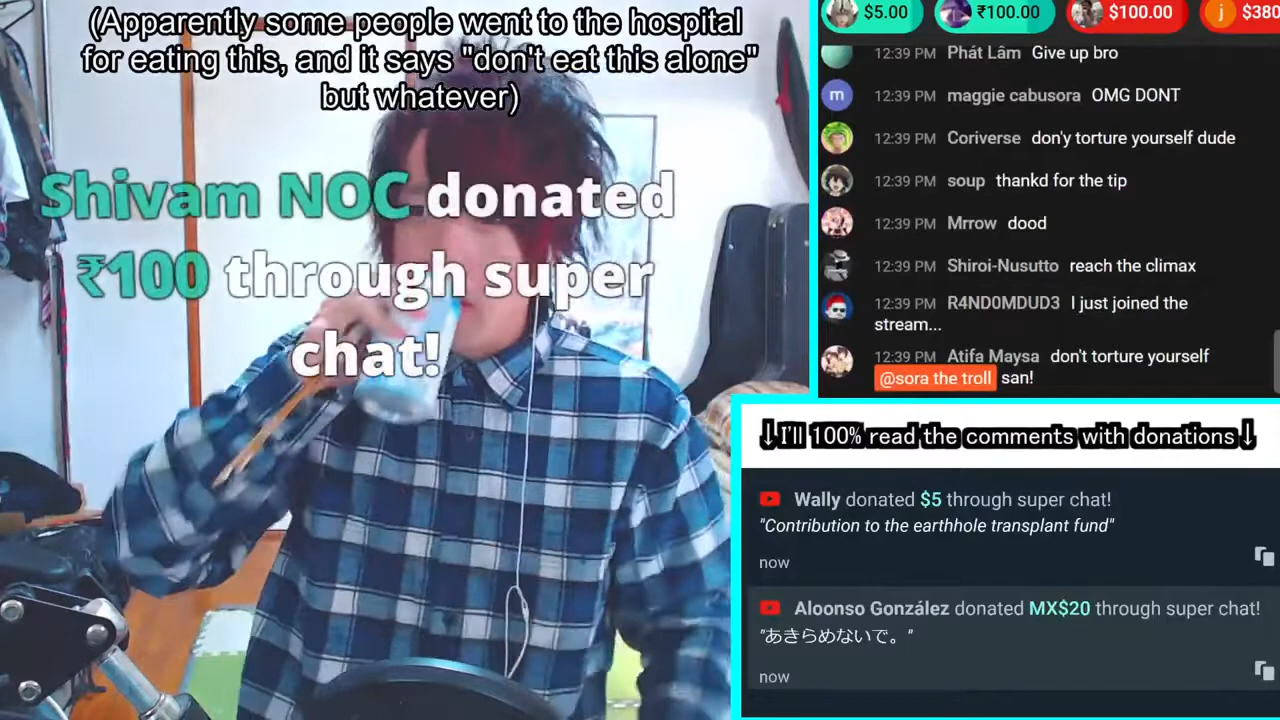 (Apparently some people went to the hospital
for eating this, and it says "don't eat this alone"
but whatever)
Shivam NOC donated
₹100 through super
chat!
$5.00
₹100.00
$100.00
j
$380
12:39 PM Phát Lâm Give up bro
m
12:39 PM maggie cabusora OMG DONT
12:39 PM Coriverse don'y torture yourself dude
12:39 PM soup thankd for the tip
12:39 PM Mrrow dood
12:39 PM Shiroi-Nusutto reach the climax
12:39 PM R4ND0MDUD3 I just joined the
stream...
12:39 PM Atifa Maysa don't torture yourself
@sora the troll san!
↓I'll 100% read the comments with donations↓
Wally donated $5 through super chat!
"Contribution to the earthhole transplant fund"
now
Aloonso González donated MX$20 through super chat!
"あきらめないで。"
now